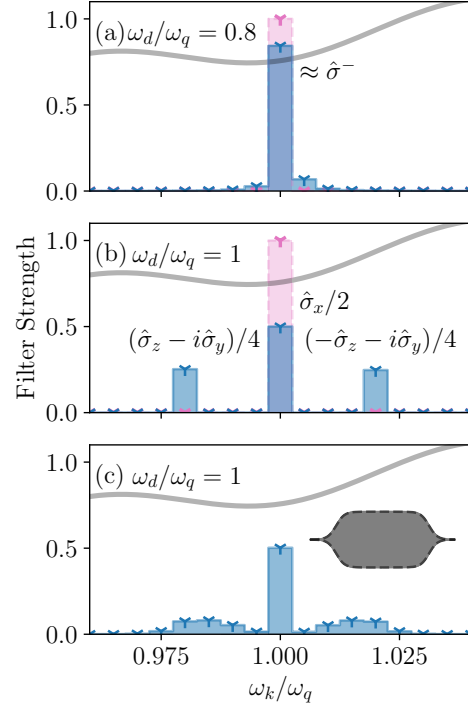 1.0
(a) ω_d/ω_q = 0.8
≈ σ̂⁻
0.5
0.0
1.0
(b) ω_d/ω_q = 1
σ̂_x/2
0.5
(σ̂_z − iσ̂_y)/4
(−σ̂_z − iσ̂_y)/4
0.0
Filter Strength
1.0
(c) ω_d/ω_q = 1
0.5
0.0
0.975
1.000
1.025
ω_k/ω_q